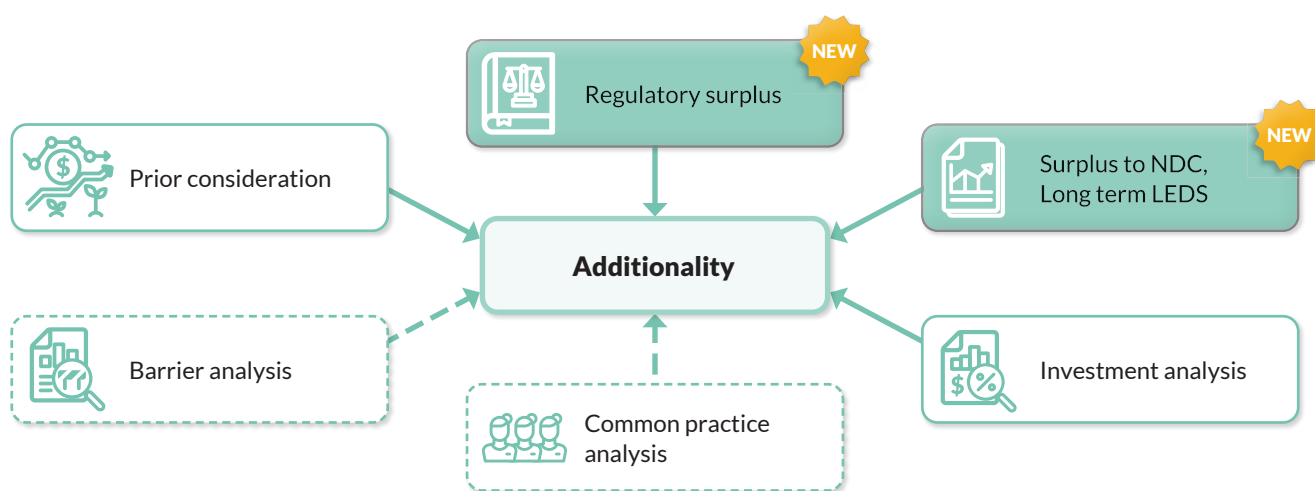 NEW
Regulatory surplus
NEW
Prior consideration
Surplus to NDC,
Long term LEDS
Additionality
Barrier analysis
Investment analysis
Common practice
analysis